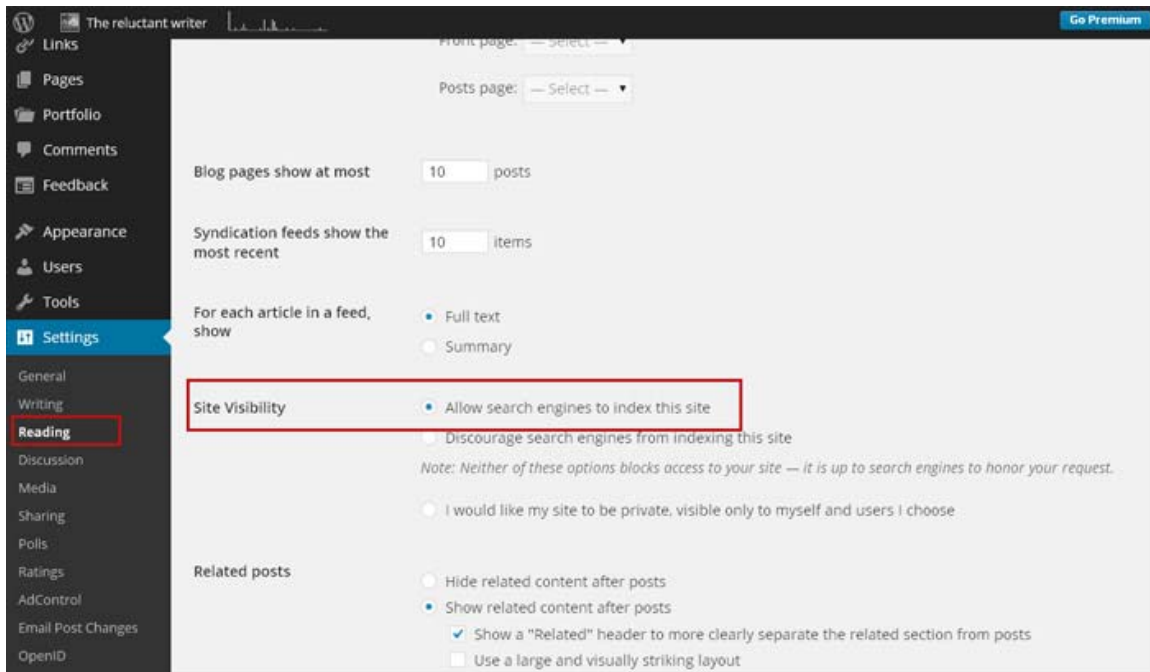 The reluctant writer
Go Premium
Links
Pages
Portfolio
Comments
Feedback
Appearance
Users
Tools
Settings
General
Writing
Reading
Discussion
Media
Sharing
Polls
Ratings
AdControl
Email Post Changes
OpenID
Front page: — Select —
Posts page: — Select —
Blog pages show at most 10 posts
Syndication feeds show the
most recent 10 items
For each article in a feed,
show
Full text
Summary
Site Visibility Allow search engines to index this site
Discourage search engines from indexing this site
Note: Neither of these options blocks access to your site — it is up to search engines to honor your request.
I would like my site to be private, visible only to myself and users I choose
Related posts
Hide related content after posts
Show related content after posts
Show a "Related" header to more clearly separate the related section from posts
Use a large and visually striking layout